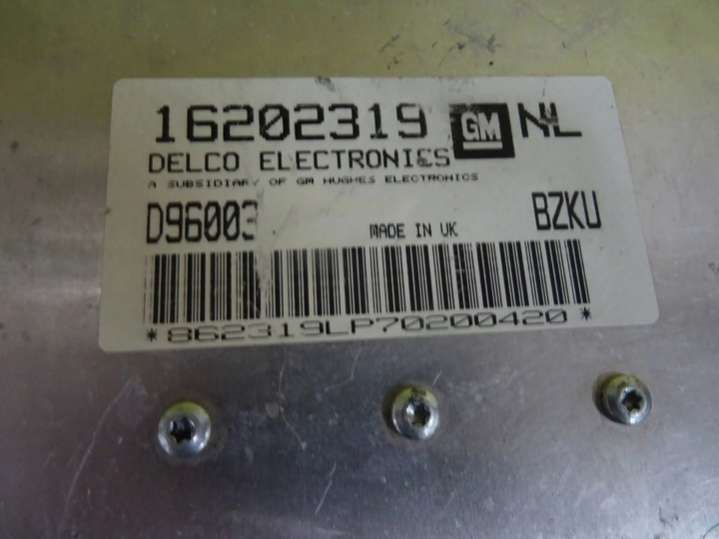 16202319 GM NL
DELCO ELECTRONICS
A SUBSIDIARY OF GM HUGHES ELECTRONICS
D96003 MADE IN UK BZKU
*862319LP70200420*